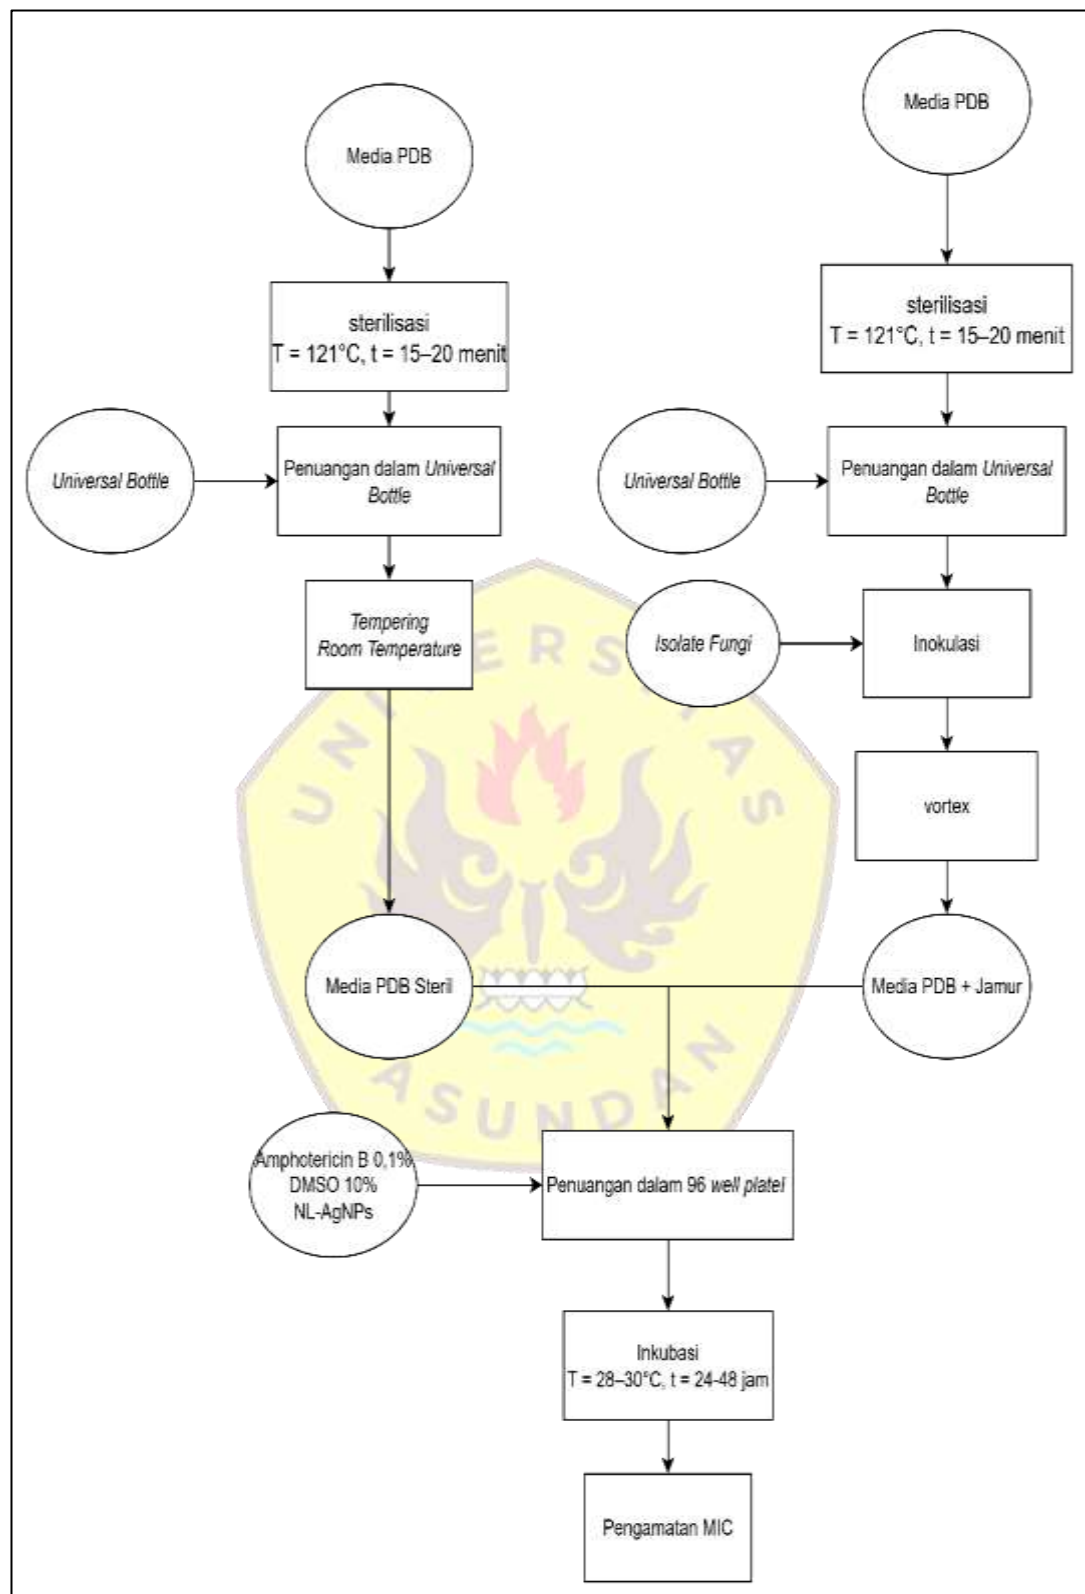 Media PDB
Media PDB
sterilisasi
T = 121°C, t = 15–20 menit
sterilisasi
T = 121°C, t = 15–20 menit
Universal Bottle
Penuangan dalam Universal
Bottle
Universal Bottle
Penuangan dalam Universal
Bottle
Tempering
Room Temperature
Isolate Fungi
Inokulasi
vortex
Media PDB Steril
Media PDB + Jamur
UNIVERSITAS
ASUNDAN
Amphotericin B 0,1%
DMSO 10%
NL-AgNPs
Penuangan dalam 96 well platel
Inkubasi
T = 28–30°C, t = 24-48 jam
Pengamatan MIC